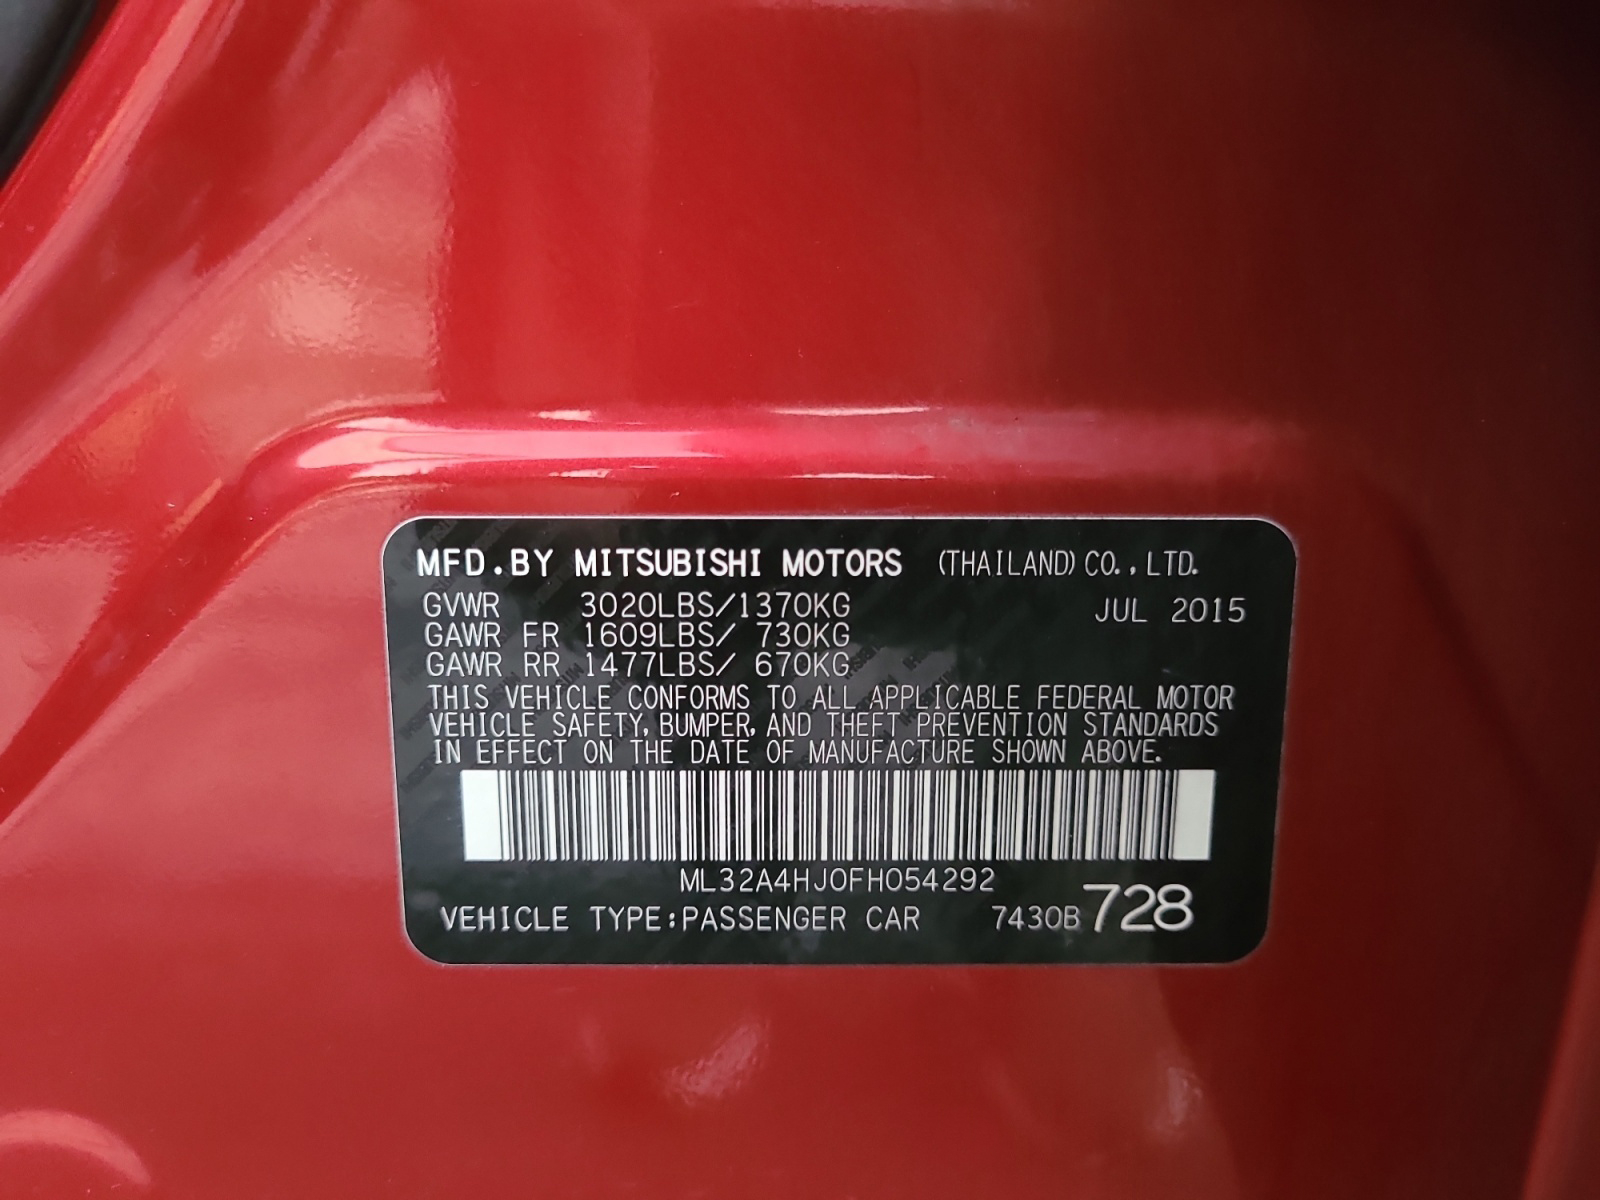 MFD.BY MITSUBISHI MOTORS (THAILAND) CO., LTD.
GVWR 3020LBS/1370KG JUL 2015
GAWR FR 1609LBS/ 730KG
GAWR RR 1477LBS/ 670KG
THIS VEHICLE CONFORMS TO ALL APPLICABLE FEDERAL MOTOR
VEHICLE SAFETY, BUMPER, AND THEFT PREVENTION STANDARDS
IN EFFECT ON THE DATE OF MANUFACTURE SHOWN ABOVE.
ML32A4HJ0FH054292
VEHICLE TYPE:PASSENGER CAR 7430B 728